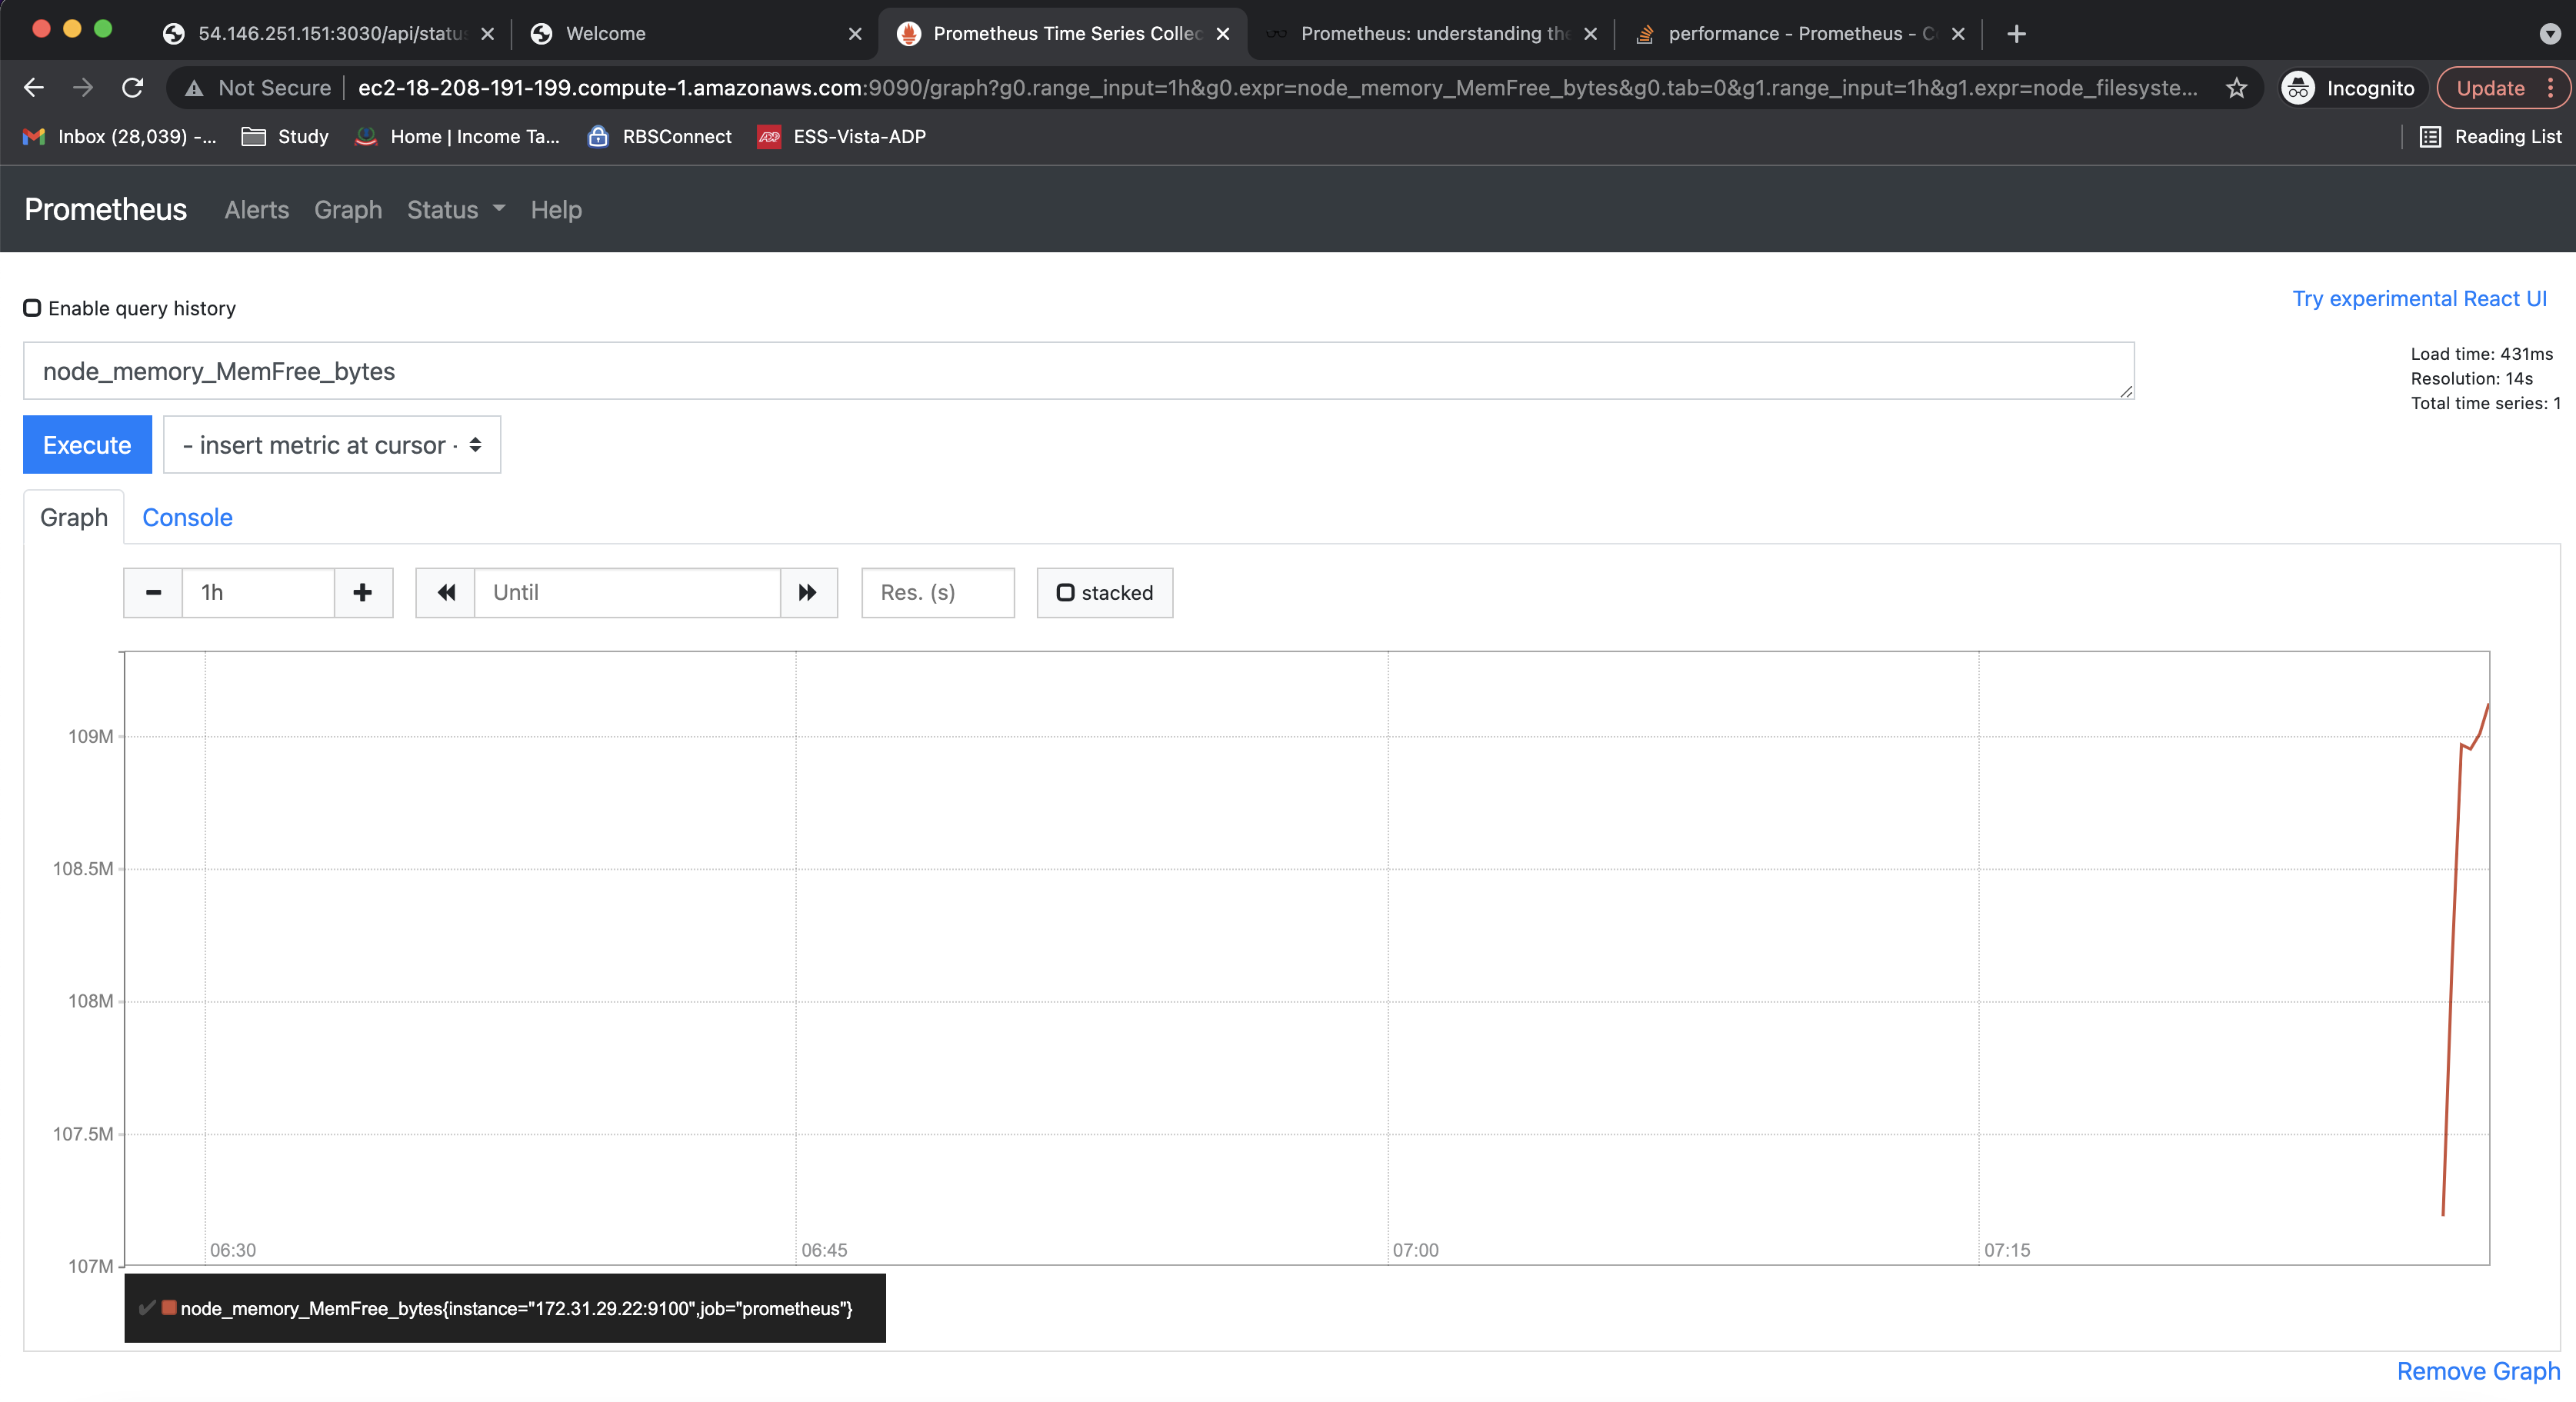 54.146.251.151:3030/api/statu
Welcome
Prometheus Time Series Collec
Prometheus: understanding the
performance - Prometheus - C
Not Secure
ec2-18-208-191-199.compute-1.amazonaws.com:9090/graph?g0.range_input=1h&g0.expr=node_memory_MemFree_bytes&g0.tab=0&g1.range_input=1h&g1.expr=node_filesyste...
Incognito
Update
Inbox (28,039) -...
Study
Home | Income Ta...
RBSConnect
ADP
ESS-Vista-ADP
Reading List
Prometheus
Alerts
Graph
Status
Help
Enable query history
Try experimental React UI
node_memory_MemFree_bytes
Load time: 431ms
Resolution: 14s
Total time series: 1
Execute
- insert metric at cursor -
Graph
Console
1h
Until
Res. (s)
stacked
109M
108.5M
108M
107.5M
107M
06:30
06:45
07:00
07:15
node_memory_MemFree_bytes{instance="172.31.29.22:9100",job="prometheus"}
Remove Graph